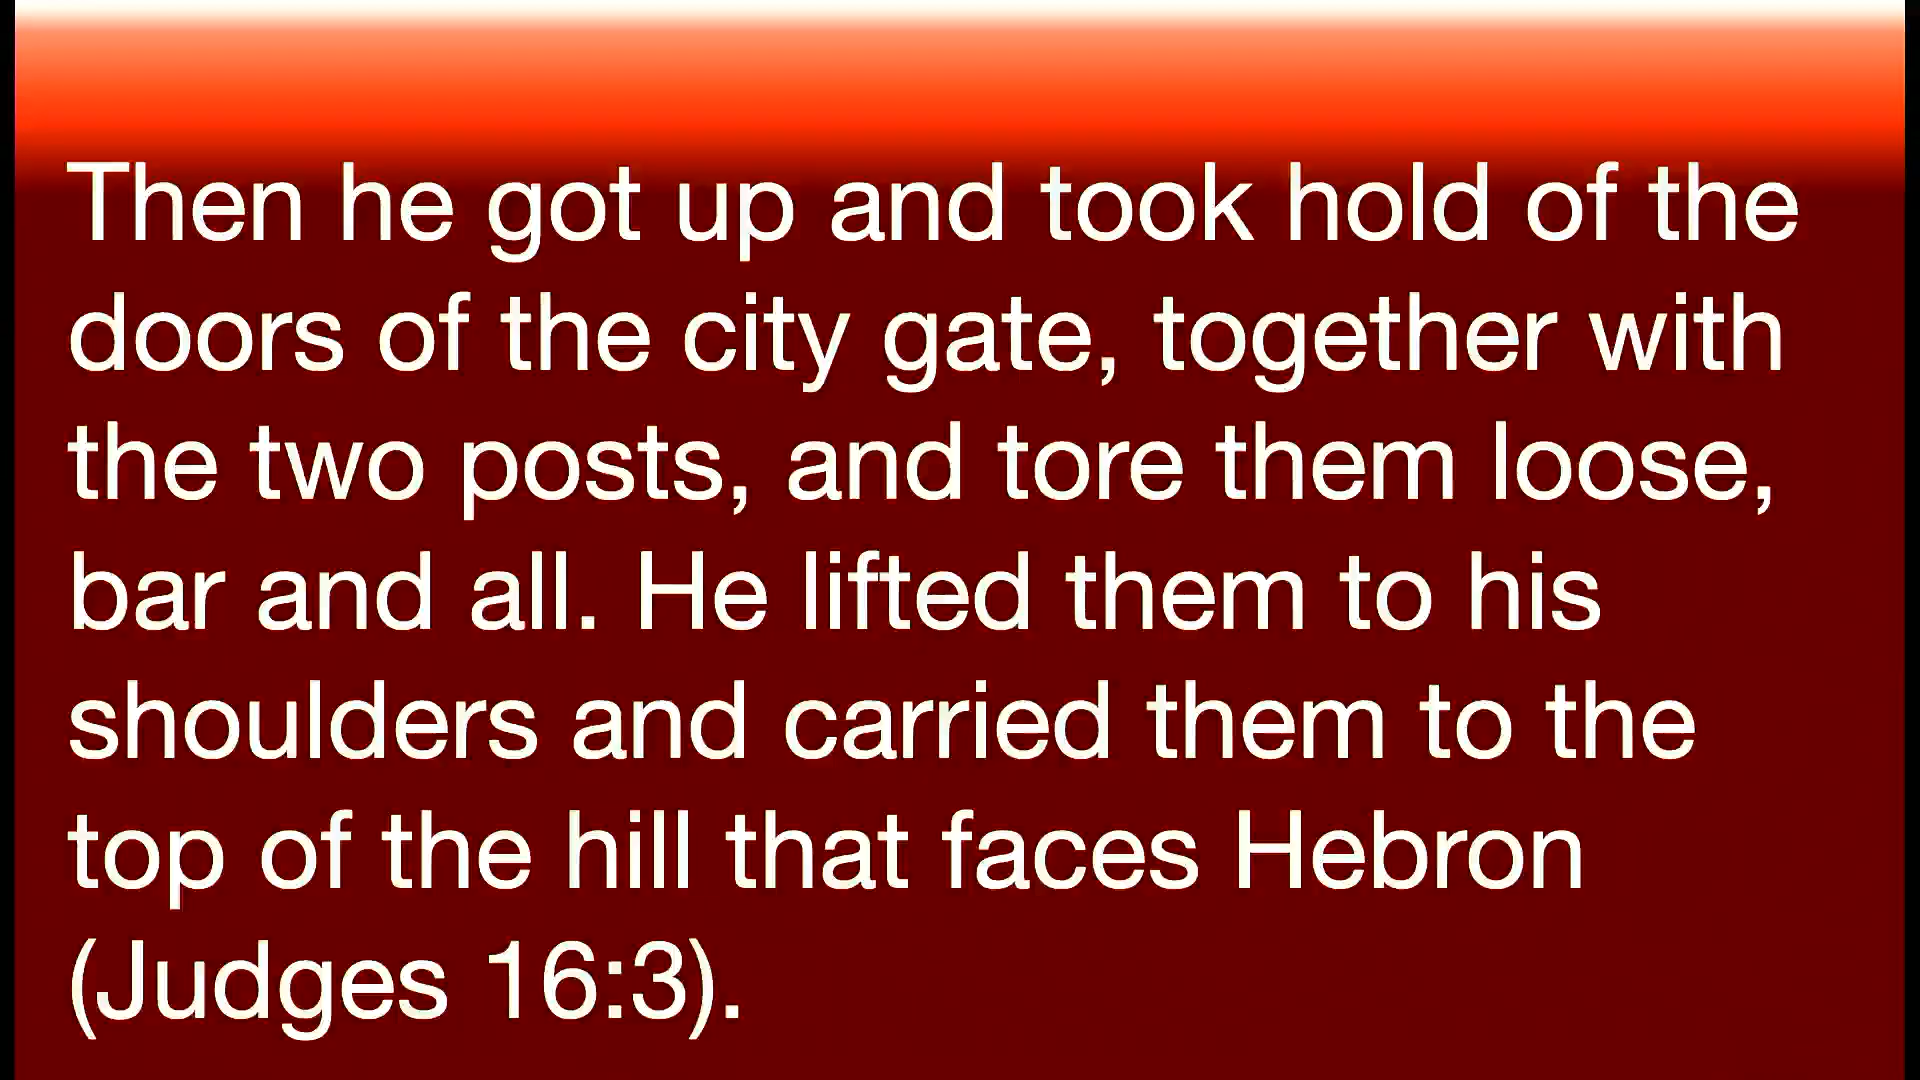 Then he got up and took hold of the
doors of the city gate, together with
the two posts, and tore them loose,
bar and all. He lifted them to his
shoulders and carried them to the
top of the hill that faces Hebron
(Judges 16:3).